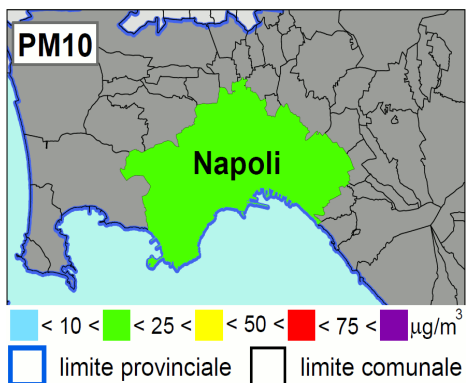 PM10
Napoli
< 10 < < 25 < < 50 < < 75 < μg/m³
limite provinciale limite comunale